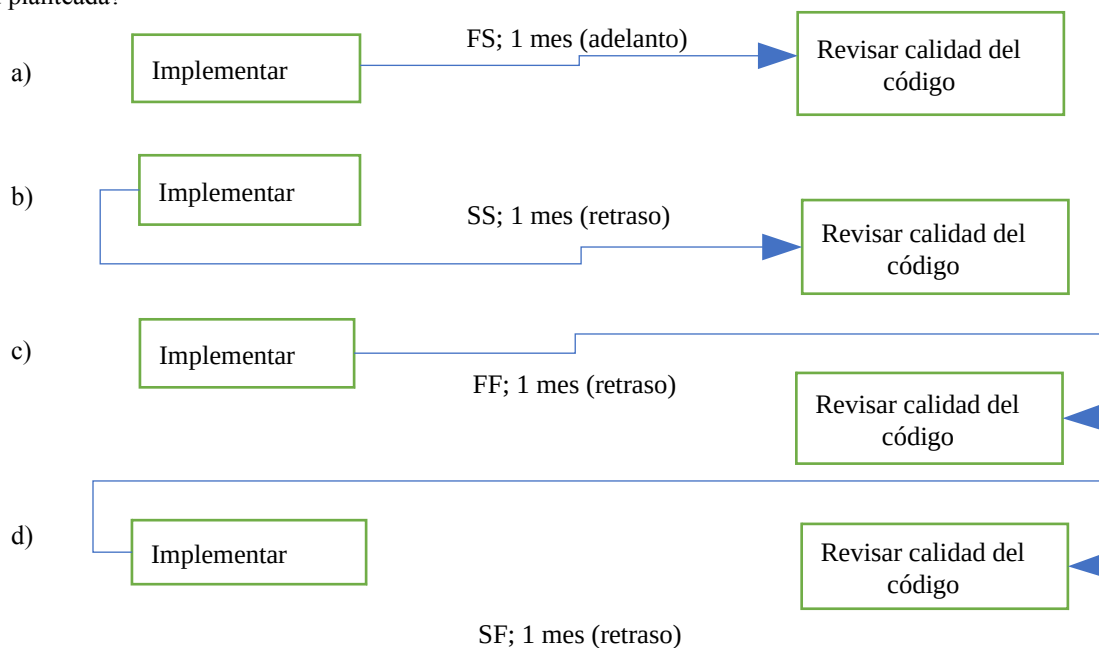 planteada?
a)
Implementar
FS; 1 mes (adelanto)
Revisar calidad del
código
b)
Implementar
SS; 1 mes (retraso)
Revisar calidad del
código
c)
Implementar
FF; 1 mes (retraso)
Revisar calidad del
código
d)
Implementar
Revisar calidad del
código
SF; 1 mes (retraso)